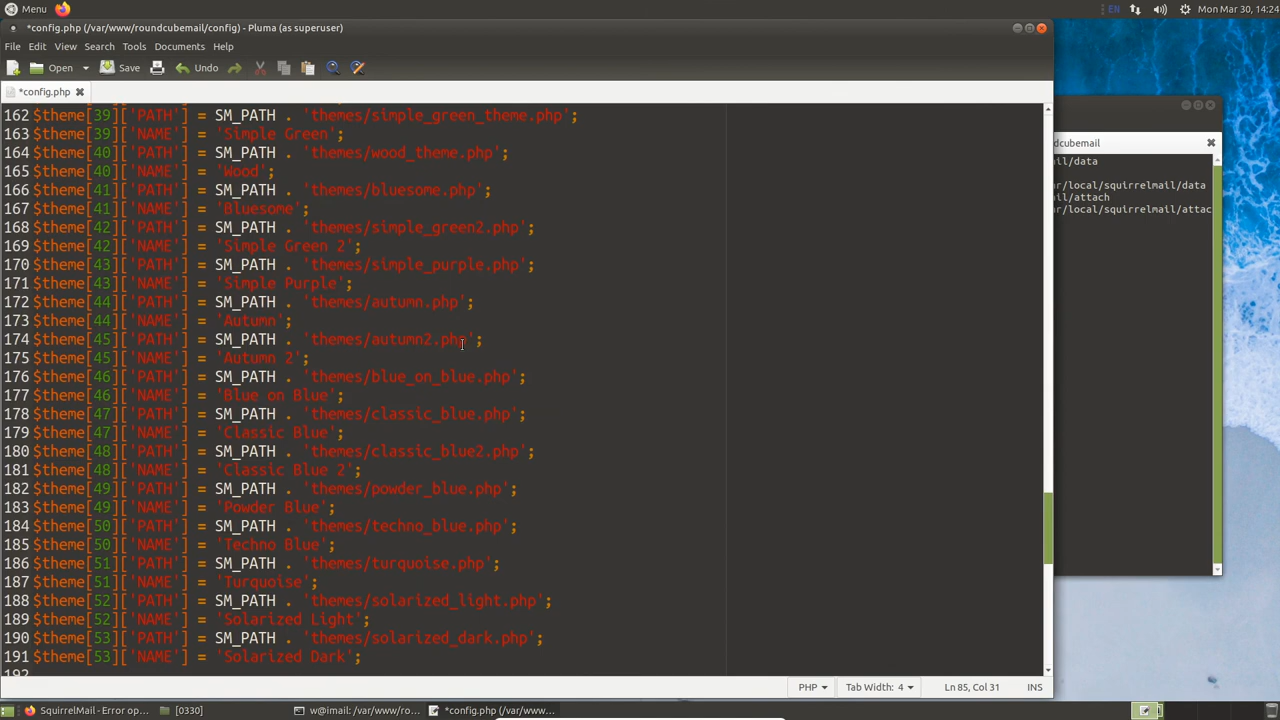 Menu
EN
Mon Mar 30, 14:24
*config.php (/var/www/roundcubemail/config) - Pluma (as superuser)
File Edit View Search Tools Documents Help
Open Save Undo
*config.php
162 $theme[39]['PATH'] = SM_PATH . 'themes/simple_green_theme.php';
163 $theme[39]['NAME'] = 'Simple Green';
164 $theme[40]['PATH'] = SM_PATH . 'themes/wood_theme.php';
165 $theme[40]['NAME'] = 'Wood';
166 $theme[41]['PATH'] = SM_PATH . 'themes/bluesome.php';
167 $theme[41]['NAME'] = 'Bluesome';
168 $theme[42]['PATH'] = SM_PATH . 'themes/simple_green2.php';
169 $theme[42]['NAME'] = 'Simple Green 2';
170 $theme[43]['PATH'] = SM_PATH . 'themes/simple_purple.php';
171 $theme[43]['NAME'] = 'Simple Purple';
172 $theme[44]['PATH'] = SM_PATH . 'themes/autumn.php';
173 $theme[44]['NAME'] = 'Autumn';
174 $theme[45]['PATH'] = SM_PATH . 'themes/autumn2.php';
175 $theme[45]['NAME'] = 'Autumn 2';
176 $theme[46]['PATH'] = SM_PATH . 'themes/blue_on_blue.php';
177 $theme[46]['NAME'] = 'Blue on Blue';
178 $theme[47]['PATH'] = SM_PATH . 'themes/classic_blue.php';
179 $theme[47]['NAME'] = 'Classic Blue';
180 $theme[48]['PATH'] = SM_PATH . 'themes/classic_blue2.php';
181 $theme[48]['NAME'] = 'Classic Blue 2';
182 $theme[49]['PATH'] = SM_PATH . 'themes/powder_blue.php';
183 $theme[49]['NAME'] = 'Powder Blue';
184 $theme[50]['PATH'] = SM_PATH . 'themes/techno_blue.php';
185 $theme[50]['NAME'] = 'Techno Blue';
186 $theme[51]['PATH'] = SM_PATH . 'themes/turquoise.php';
187 $theme[51]['NAME'] = 'Turquoise';
188 $theme[52]['PATH'] = SM_PATH . 'themes/solarized_light.php';
189 $theme[52]['NAME'] = 'Solarized Light';
190 $theme[53]['PATH'] = SM_PATH . 'themes/solarized_dark.php';
191 $theme[53]['NAME'] = 'Solarized Dark';
dcubemail
il/data
r/local/squirrelmail/data
il/attach
r/local/squirrelmail/attac
PHP Tab Width: 4 Ln 85, Col 31 INS
SquirrelMail - Error op... [0330] w@imail: /var/www/ro... *config.php (/var/www...